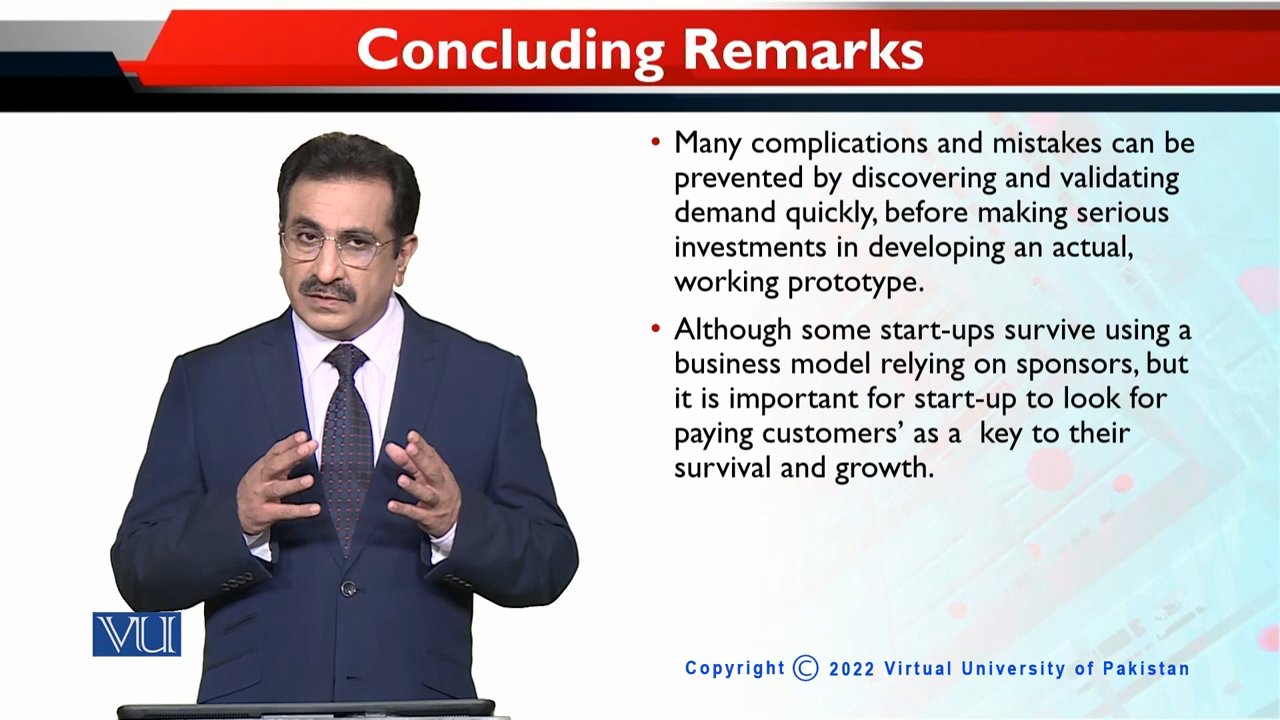 Concluding Remarks
• Many complications and mistakes can be
prevented by discovering and validating
demand quickly, before making serious
investments in developing an actual,
working prototype.
• Although some start-ups survive using a
business model relying on sponsors, but
it is important for start-up to look for
paying customers’ as a  key to their
survival and growth.
VU
Copyright © 2022 Virtual University of Pakistan